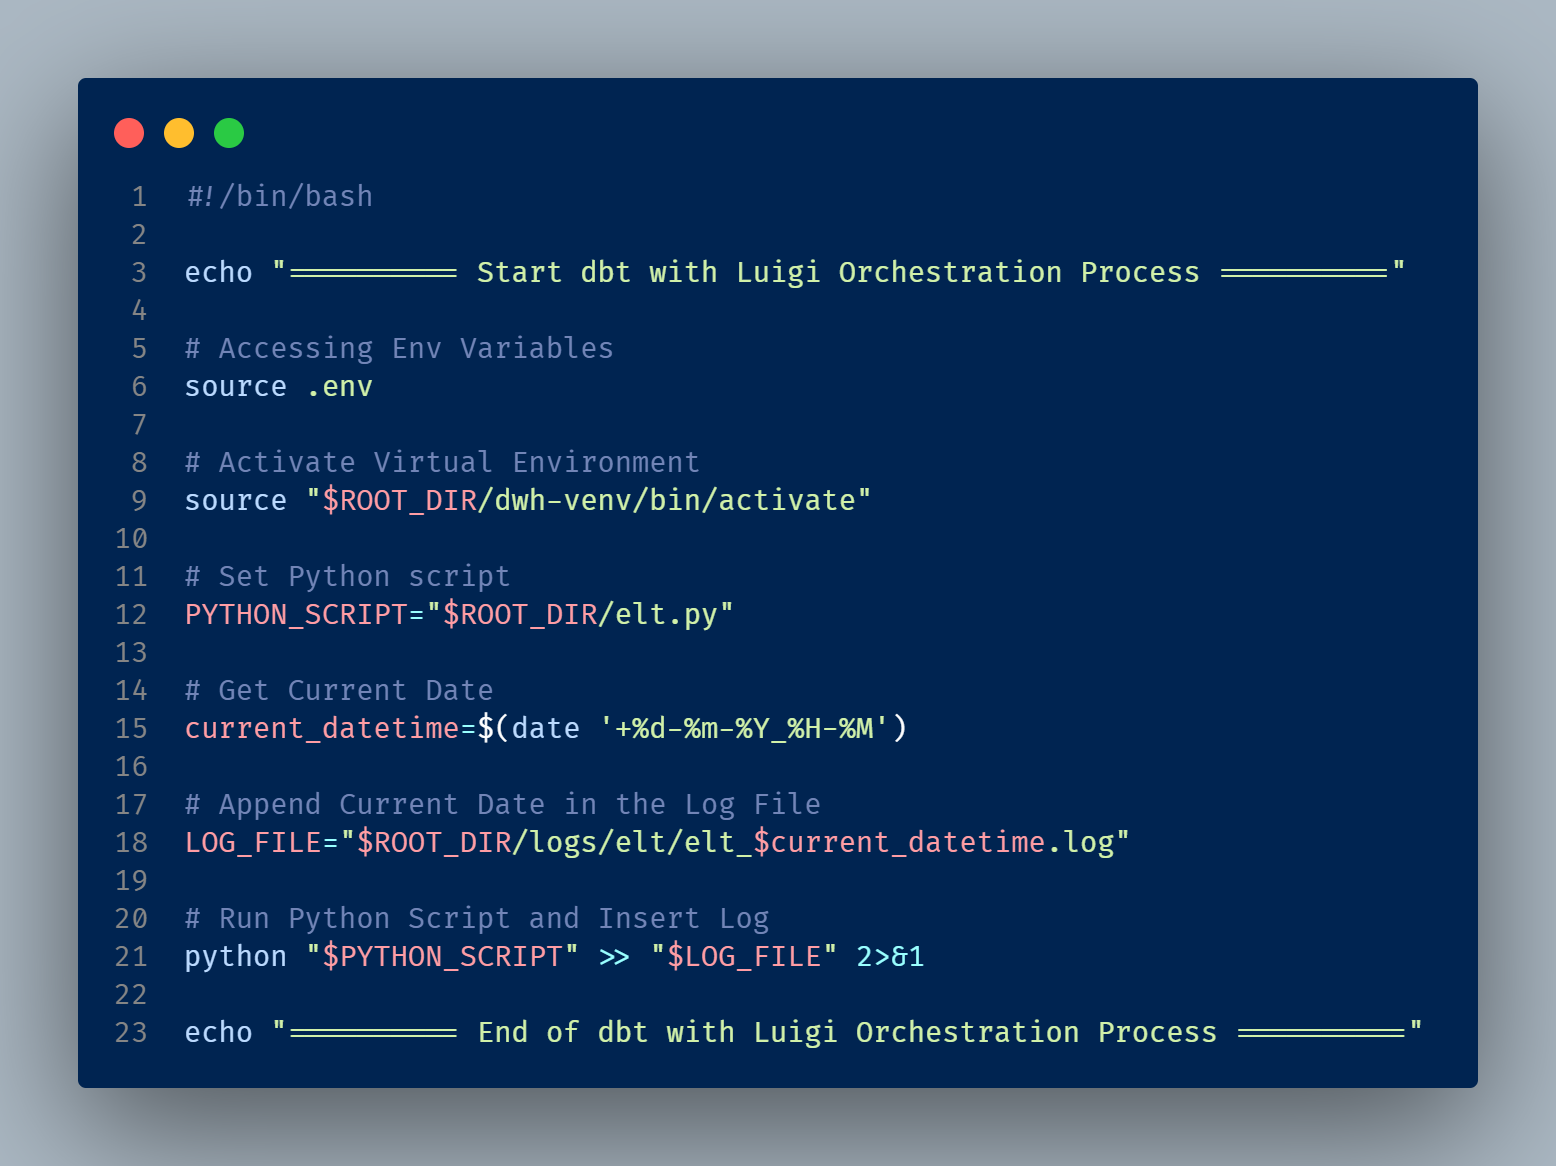 1 #!/bin/bash
2
3 echo "========== Start dbt with Luigi Orchestration Process =========="
4
5 # Accessing Env Variables
6 source .env
7
8 # Activate Virtual Environment
9 source "$ROOT_DIR/dwh-venv/bin/activate"
10
11 # Set Python script
12 PYTHON_SCRIPT="$ROOT_DIR/elt.py"
13
14 # Get Current Date
15 current_datetime=$(date '+%d-%m-%Y_%H-%M')
16
17 # Append Current Date in the Log File
18 LOG_FILE="$ROOT_DIR/logs/elt/elt_$current_datetime.log"
19
20 # Run Python Script and Insert Log
21 python "$PYTHON_SCRIPT" >> "$LOG_FILE" 2>&1
22
23 echo "========== End of dbt with Luigi Orchestration Process =========="